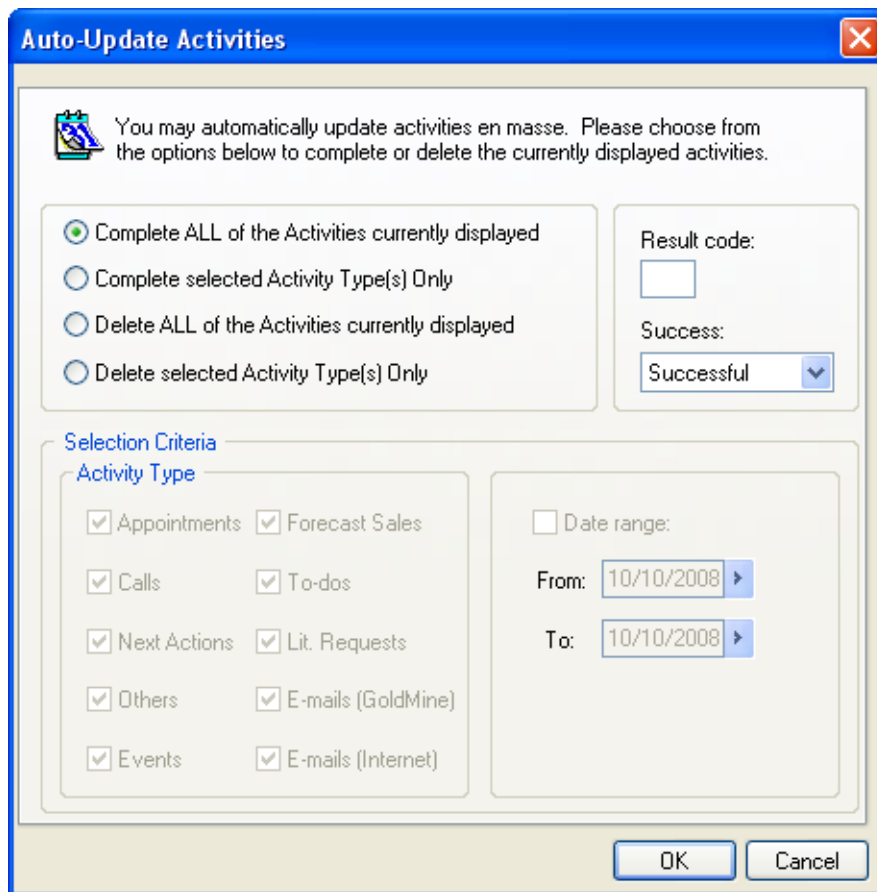 Auto-Update Activities
You may automatically update activities en masse. Please choose from
the options below to complete or delete the currently displayed activities.
Complete ALL of the Activities currently displayed
Complete selected Activity Type(s) Only
Delete ALL of the Activities currently displayed
Delete selected Activity Type(s) Only
Result code:
Success:
Successful
Selection Criteria
Activity Type
Appointments
Forecast Sales
Calls
To-dos
Next Actions
Lit. Requests
Others
E-mails (GoldMine)
Events
E-mails (Internet)
Date range:
From: 10/10/2008
To: 10/10/2008
OK
Cancel